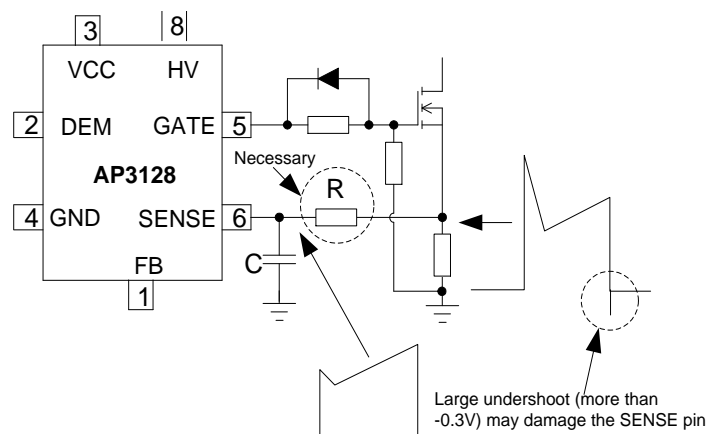 3
8
VCC HV
2 DEM GATE 5
Necessary
AP3128
R
4 GND SENSE 6
FB
C
1
Large undershoot (more than
-0.3V) may damage the SENSE pin